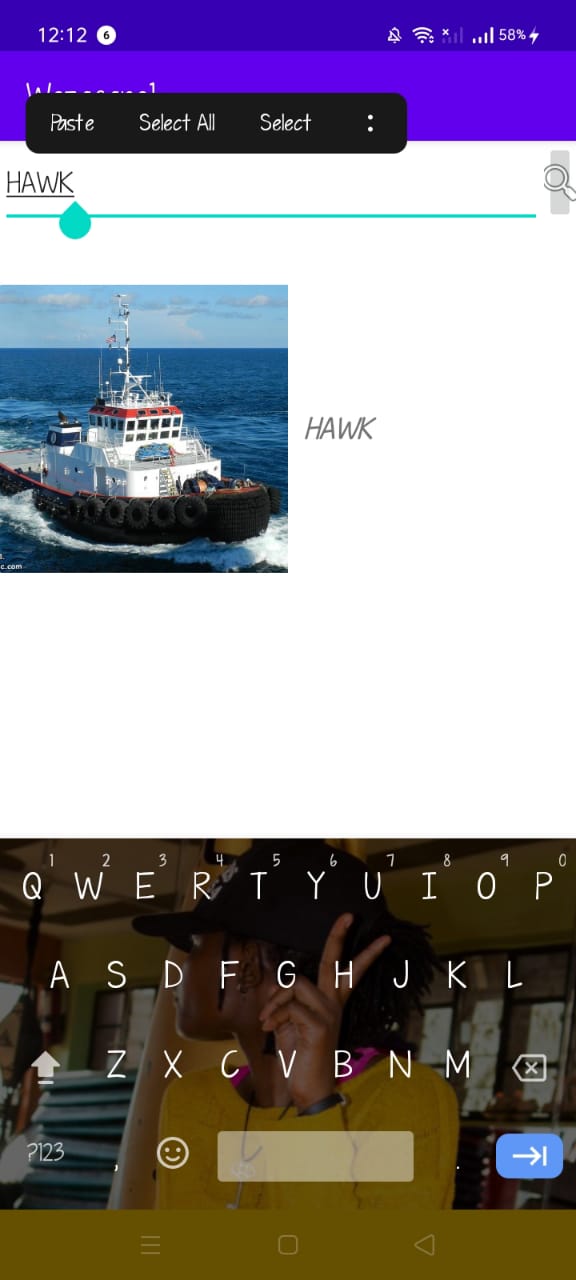 12:12 6 58%
Paste Select All Select
HAWK
HAWK
c.com
1 2 3 4 5 6 7 8 9 0
Q W E R T Y U I O P
A S D F G H J K L
Z X C V B N M
?123 , .